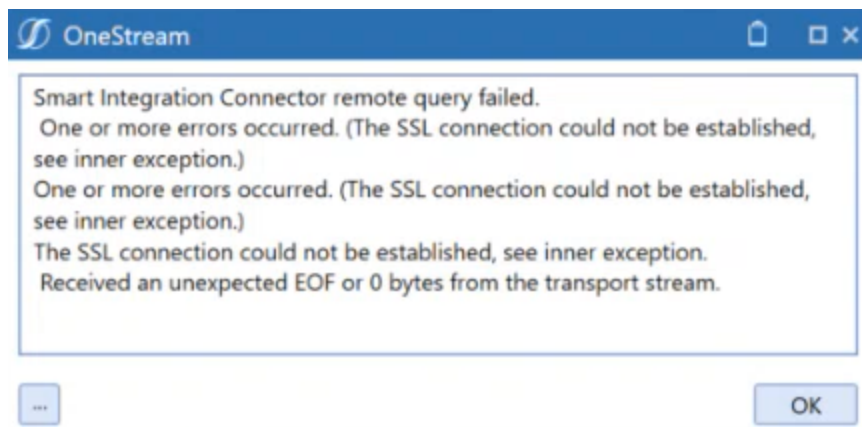 OneStream
Smart Integration Connector remote query failed.
One or more errors occurred. (The SSL connection could not be established,
see inner exception.)
One or more errors occurred. (The SSL connection could not be established,
see inner exception.)
The SSL connection could not be established, see inner exception.
Received an unexpected EOF or 0 bytes from the transport stream.
...
OK